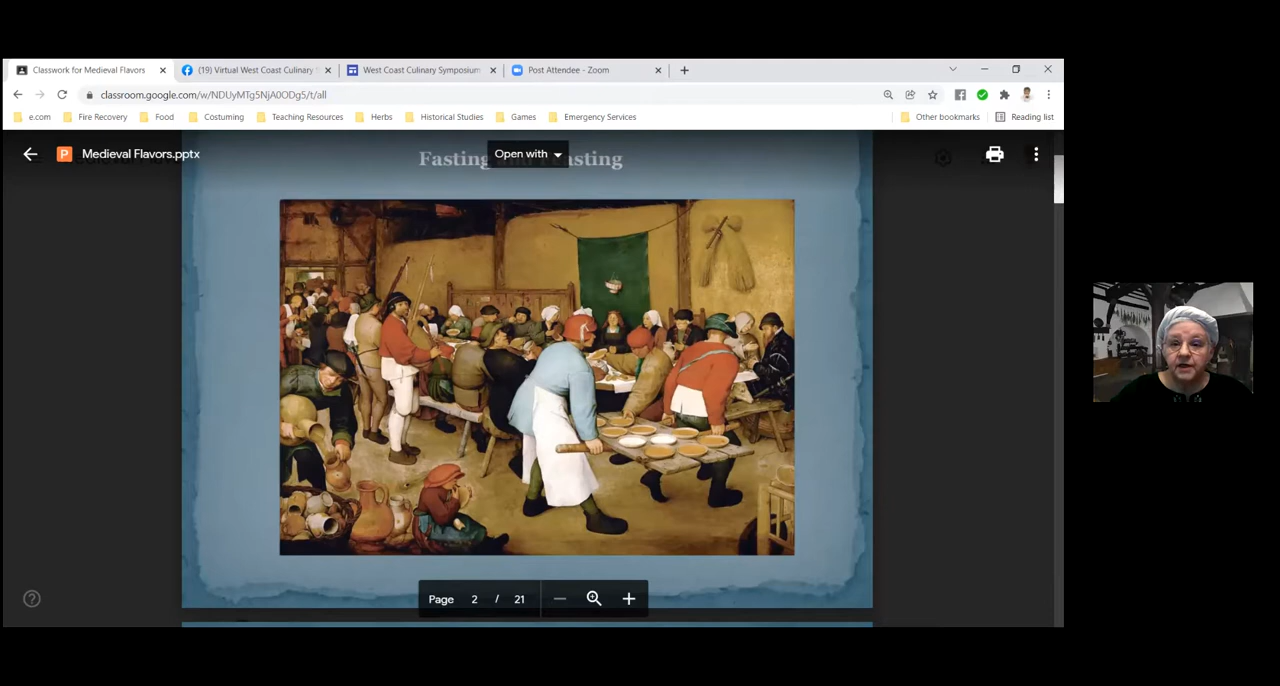 Classwork for Medieval Flavors
(19) Virtual West Coast Culinary
West Coast Culinary Symposium
Post Attendee - Zoom
classroom.google.com/w/NDUyMTg5NjA0ODg5/t/all
e.com
Fire Recovery
Food
Costuming
Teaching Resources
Herbs
Historical Studies
Games
Emergency Services
Other bookmarks
Reading list
P
Medieval Flavors.pptx
Open with
Fasting and Feasting
Page 2 / 21